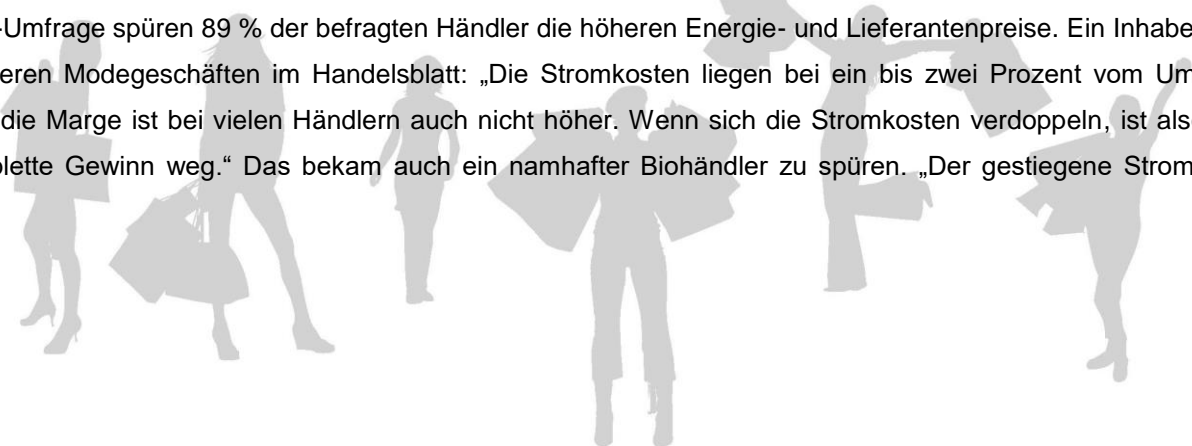 -Umfrage spüren 89 % der befragten Händler die höheren Energie- und Lieferantenpreise. Ein Inhabe
eren Modegeschäften im Handelsblatt: „Die Stromkosten liegen bei ein bis zwei Prozent vom Um
die Marge ist bei vielen Händlern auch nicht höher. Wenn sich die Stromkosten verdoppeln, ist als
lette Gewinn weg.“ Das bekam auch ein namhafter Biohändler zu spüren. „Der gestiegene Strom